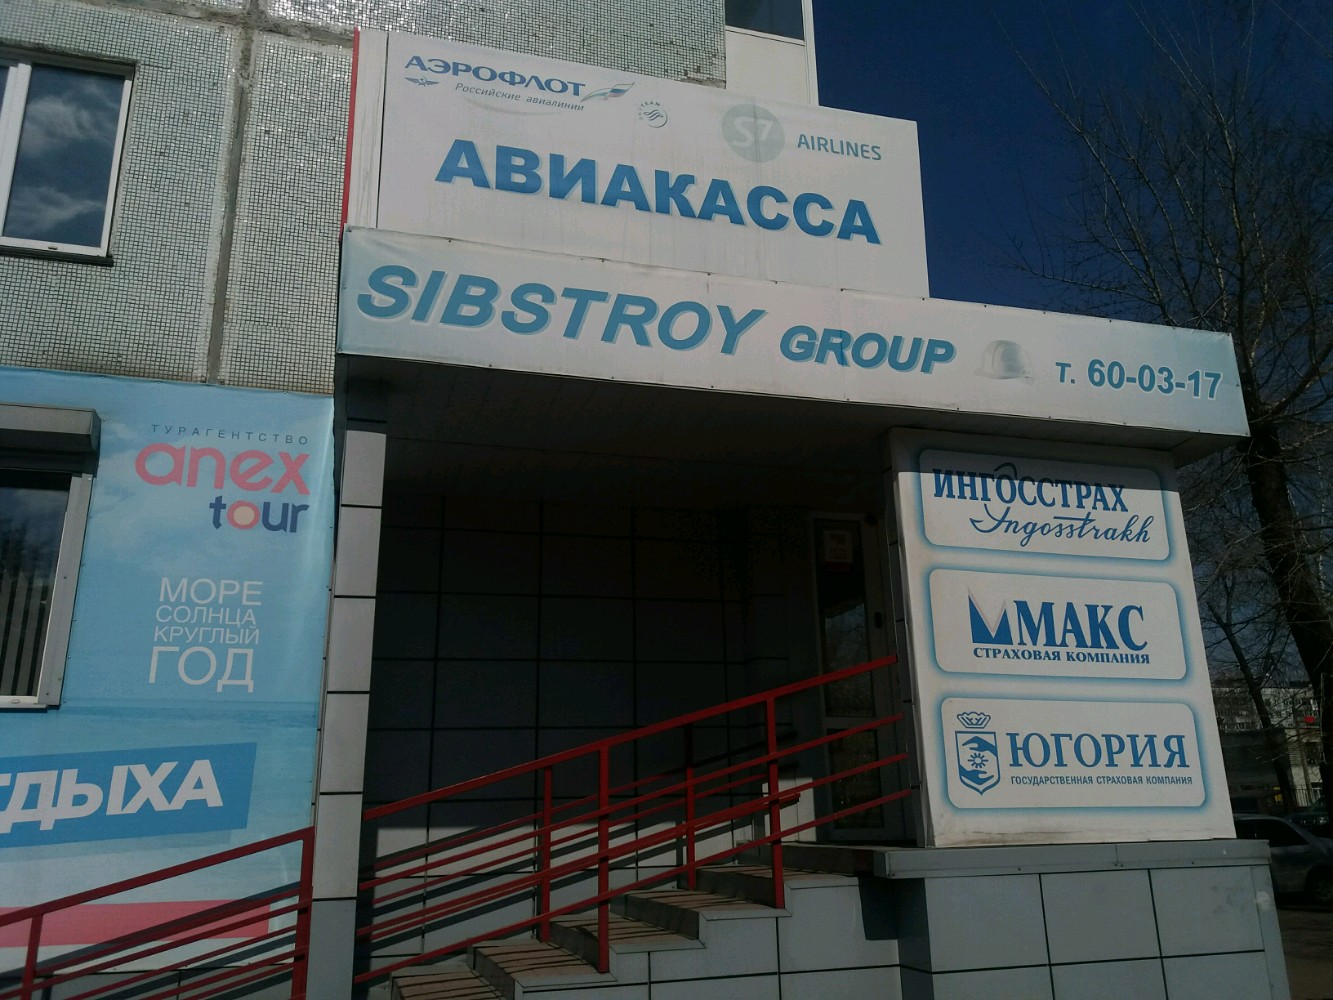 АЭРОФЛОТ
Российские авиалинии
S7 AIRLINES
АВИАКАССА
SIBSTROY GROUP т. 60-03-17
ТУРАГЕНТСТВО
anex
tour
МОРЕ
СОЛНЦА
КРУГЛЫЙ
ГОД
ТДЫХА
ИНГОССТРАХ
Ingosstrakh
МАКС
СТРАХОВАЯ КОМПАНИЯ
ЮГОРИЯ
ГОСУДАРСТВЕННАЯ СТРАХОВАЯ КОМПАНИЯ